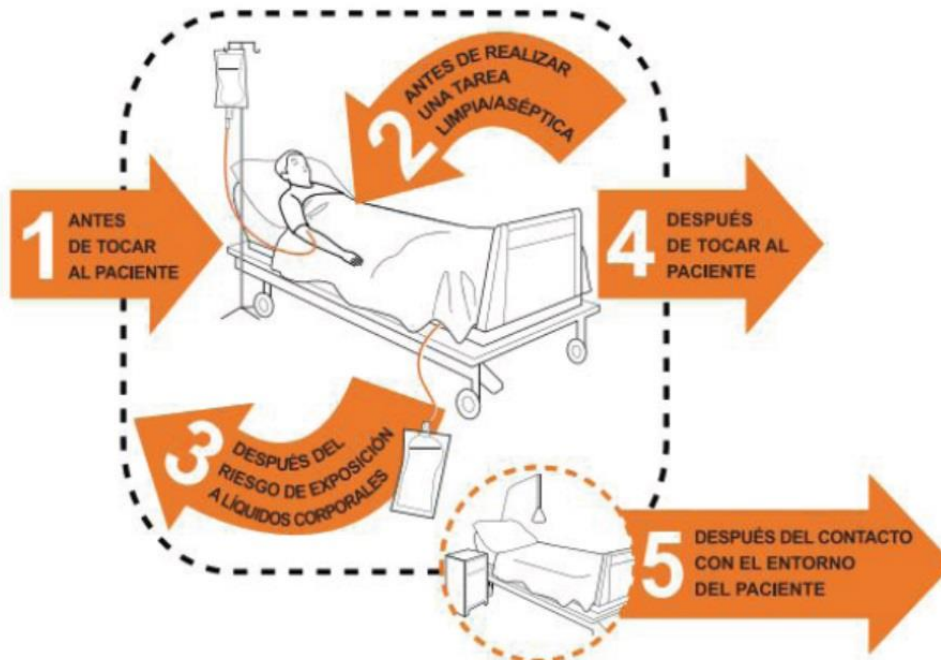 1 ANTES
DE TOCAR
AL PACIENTE
2 ANTES DE REALIZAR
UNA TAREA
LIMPIA/ASÉPTICA
3 DESPUÉS DEL
RIESGO DE EXPOSICIÓN
A LÍQUIDOS CORPORALES
4 DESPUÉS
DE TOCAR AL
PACIENTE
5 DESPUÉS DEL CONTACTO
CON EL ENTORNO
DEL PACIENTE